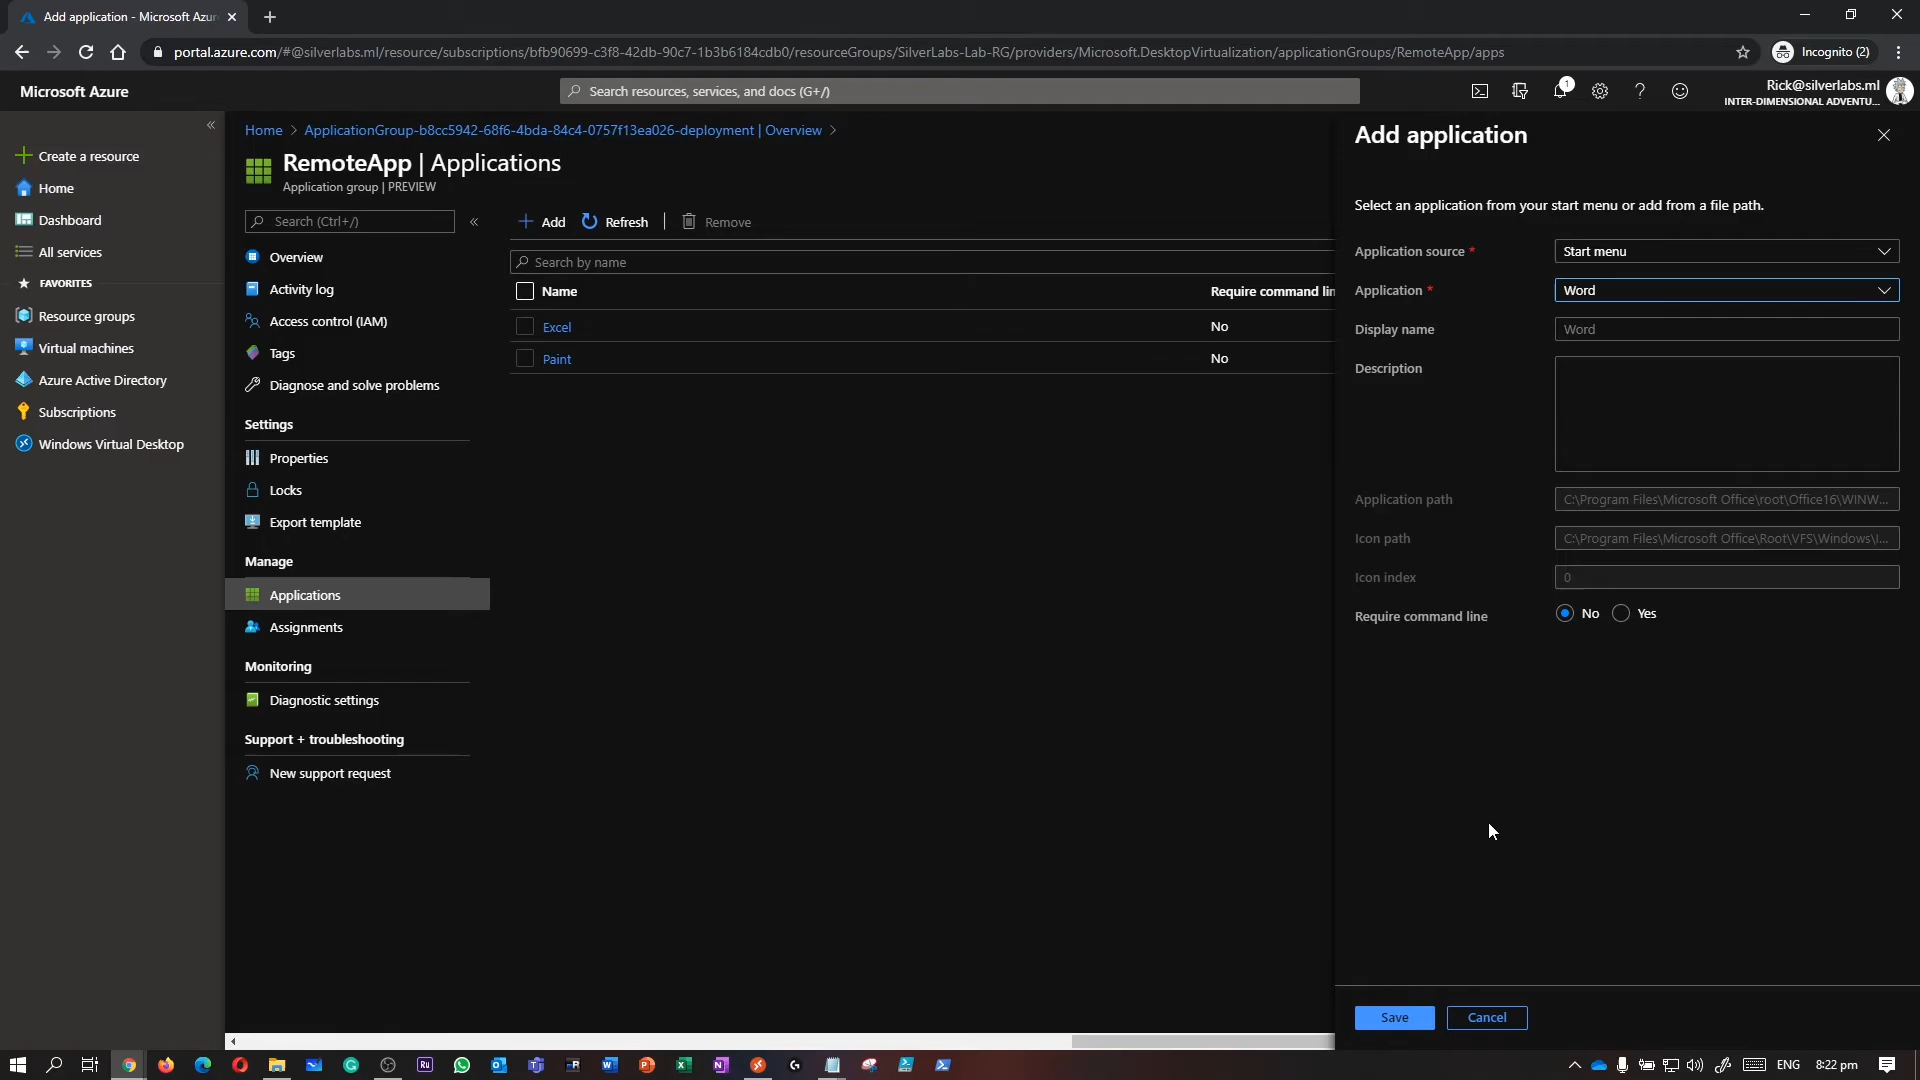 Add application - Microsoft Azur
portal.azure.com/#@silverlabs.ml/resource/subscriptions/bfb90699-c3f8-42db-90c7-1b3b6184cdb0/resourceGroups/SilverLabs-Lab-RG/providers/Microsoft.DesktopVirtualization/applicationGroups/RemoteApp/apps
Incognito (2)
Microsoft Azure
Search resources, services, and docs (G+/)
1
Rick@silverlabs.ml
INTER-DIMENSIONAL ADVENTU...
Create a resource
Home
Dashboard
All services
FAVORITES
Resource groups
Virtual machines
Azure Active Directory
Subscriptions
Windows Virtual Desktop
Home > ApplicationGroup-b8cc5942-68f6-4bda-84c4-0757f13ea026-deployment | Overview >
RemoteApp | Applications
Application group | PREVIEW
Search (Ctrl+/)
Overview
Activity log
Access control (IAM)
Tags
Diagnose and solve problems
Settings
Properties
Locks
Export template
Manage
Applications
Assignments
Monitoring
Diagnostic settings
Support + troubleshooting
New support request
Add
Refresh
Remove
Search by name
Name
Require command lin
Excel
No
Paint
No
Add application
Select an application from your start menu or add from a file path.
Application source *
Start menu
Application *
Word
Display name
Word
Description
Application path
C:\Program Files\Microsoft Office\root\Office16\WINW...
Icon path
C:\Program Files\Microsoft Office\Root\VFS\Windows\I...
Icon index
0
Require command line
No
Yes
Save
Cancel
ENG
8:22 pm